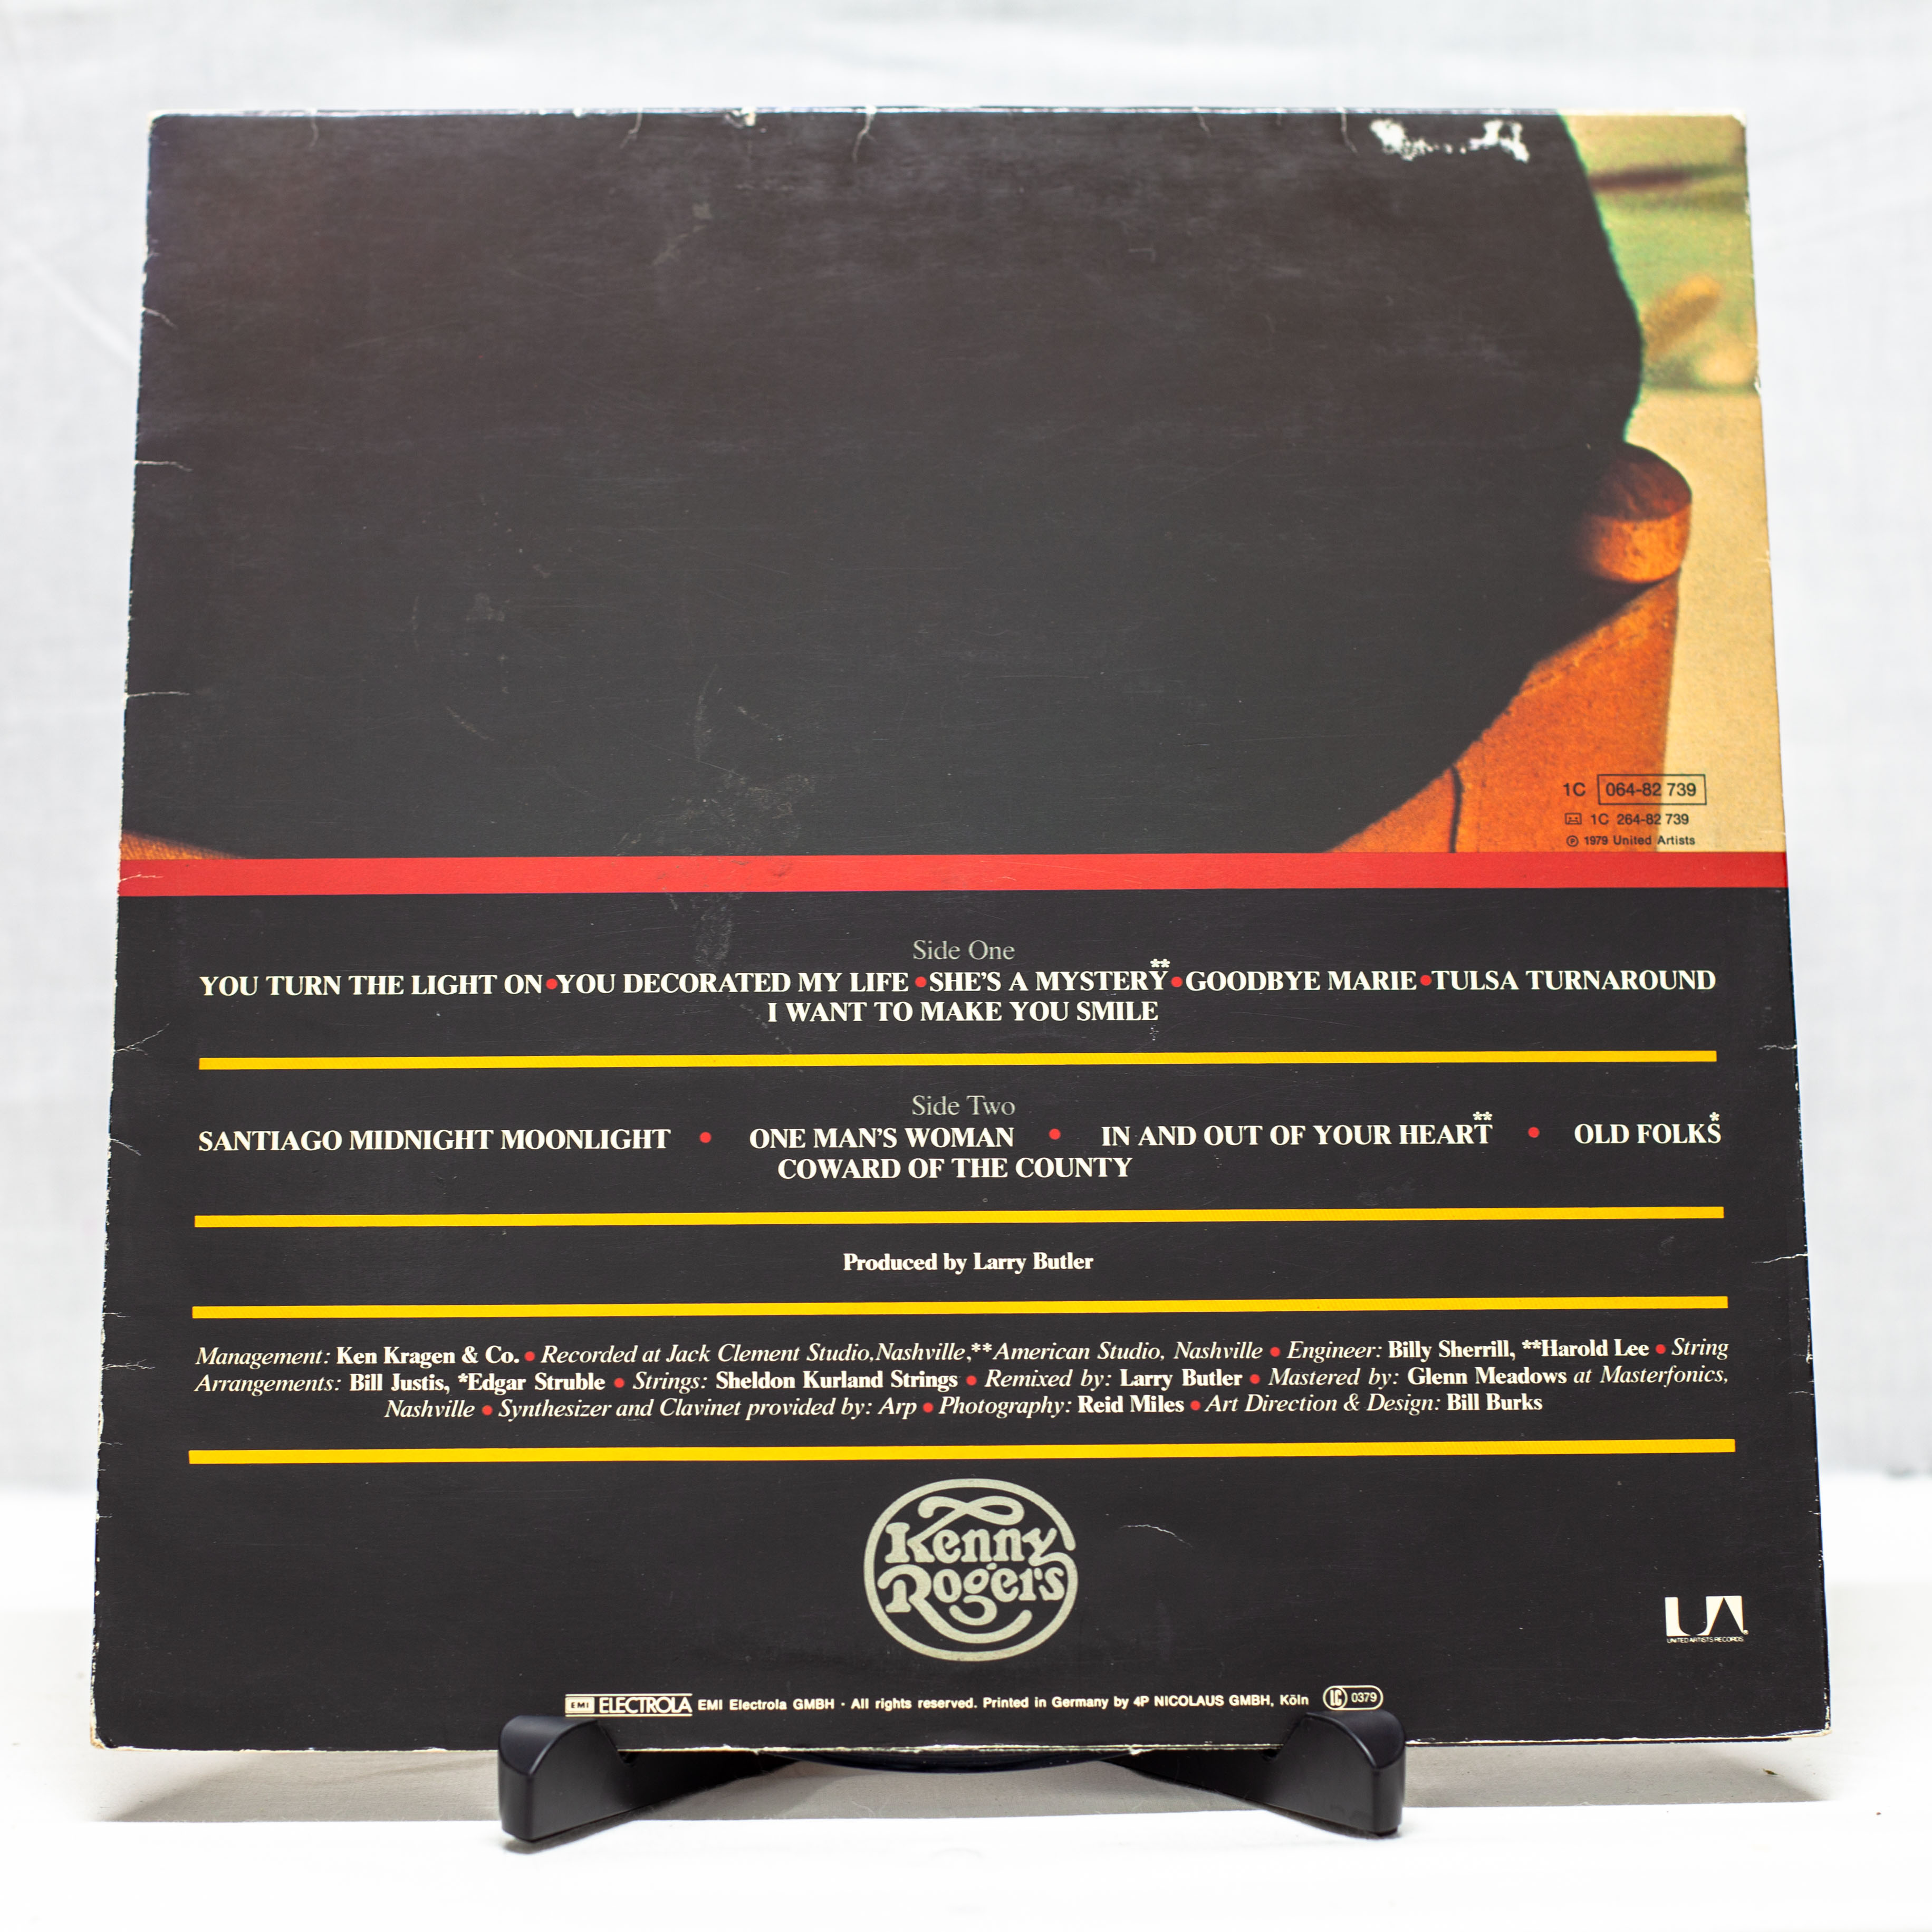 1C 064-82 739
1C 264-82 739
℗ 1979 United Artists
Side One
YOU TURN THE LIGHT ON•YOU DECORATED MY LIFE•SHE'S A MYSTERY**•GOODBYE MARIE•TULSA TURNAROUND
I WANT TO MAKE YOU SMILE
Side Two
SANTIAGO MIDNIGHT MOONLIGHT • ONE MAN'S WOMAN • IN AND OUT OF YOUR HEART** • OLD FOLKS*
COWARD OF THE COUNTY
Produced by Larry Butler
Management: Ken Kragen & Co. • Recorded at Jack Clement Studio,Nashville,**American Studio, Nashville • Engineer: Billy Sherrill, **Harold Lee • String
Arrangements: Bill Justis, *Edgar Struble • Strings: Sheldon Kurland Strings • Remixed by: Larry Butler • Mastered by: Glenn Meadows at Masterfonics,
Nashville • Synthesizer and Clavinet provided by: Arp • Photography: Reid Miles • Art Direction & Design: Bill Burks
Kenny
Rogers
UA
UNITED ARTISTS RECORDS
EMI ELECTROLA EMI Electrola GMBH · All rights reserved. Printed in Germany by 4P NICOLAUS GMBH, Köln LC 0379